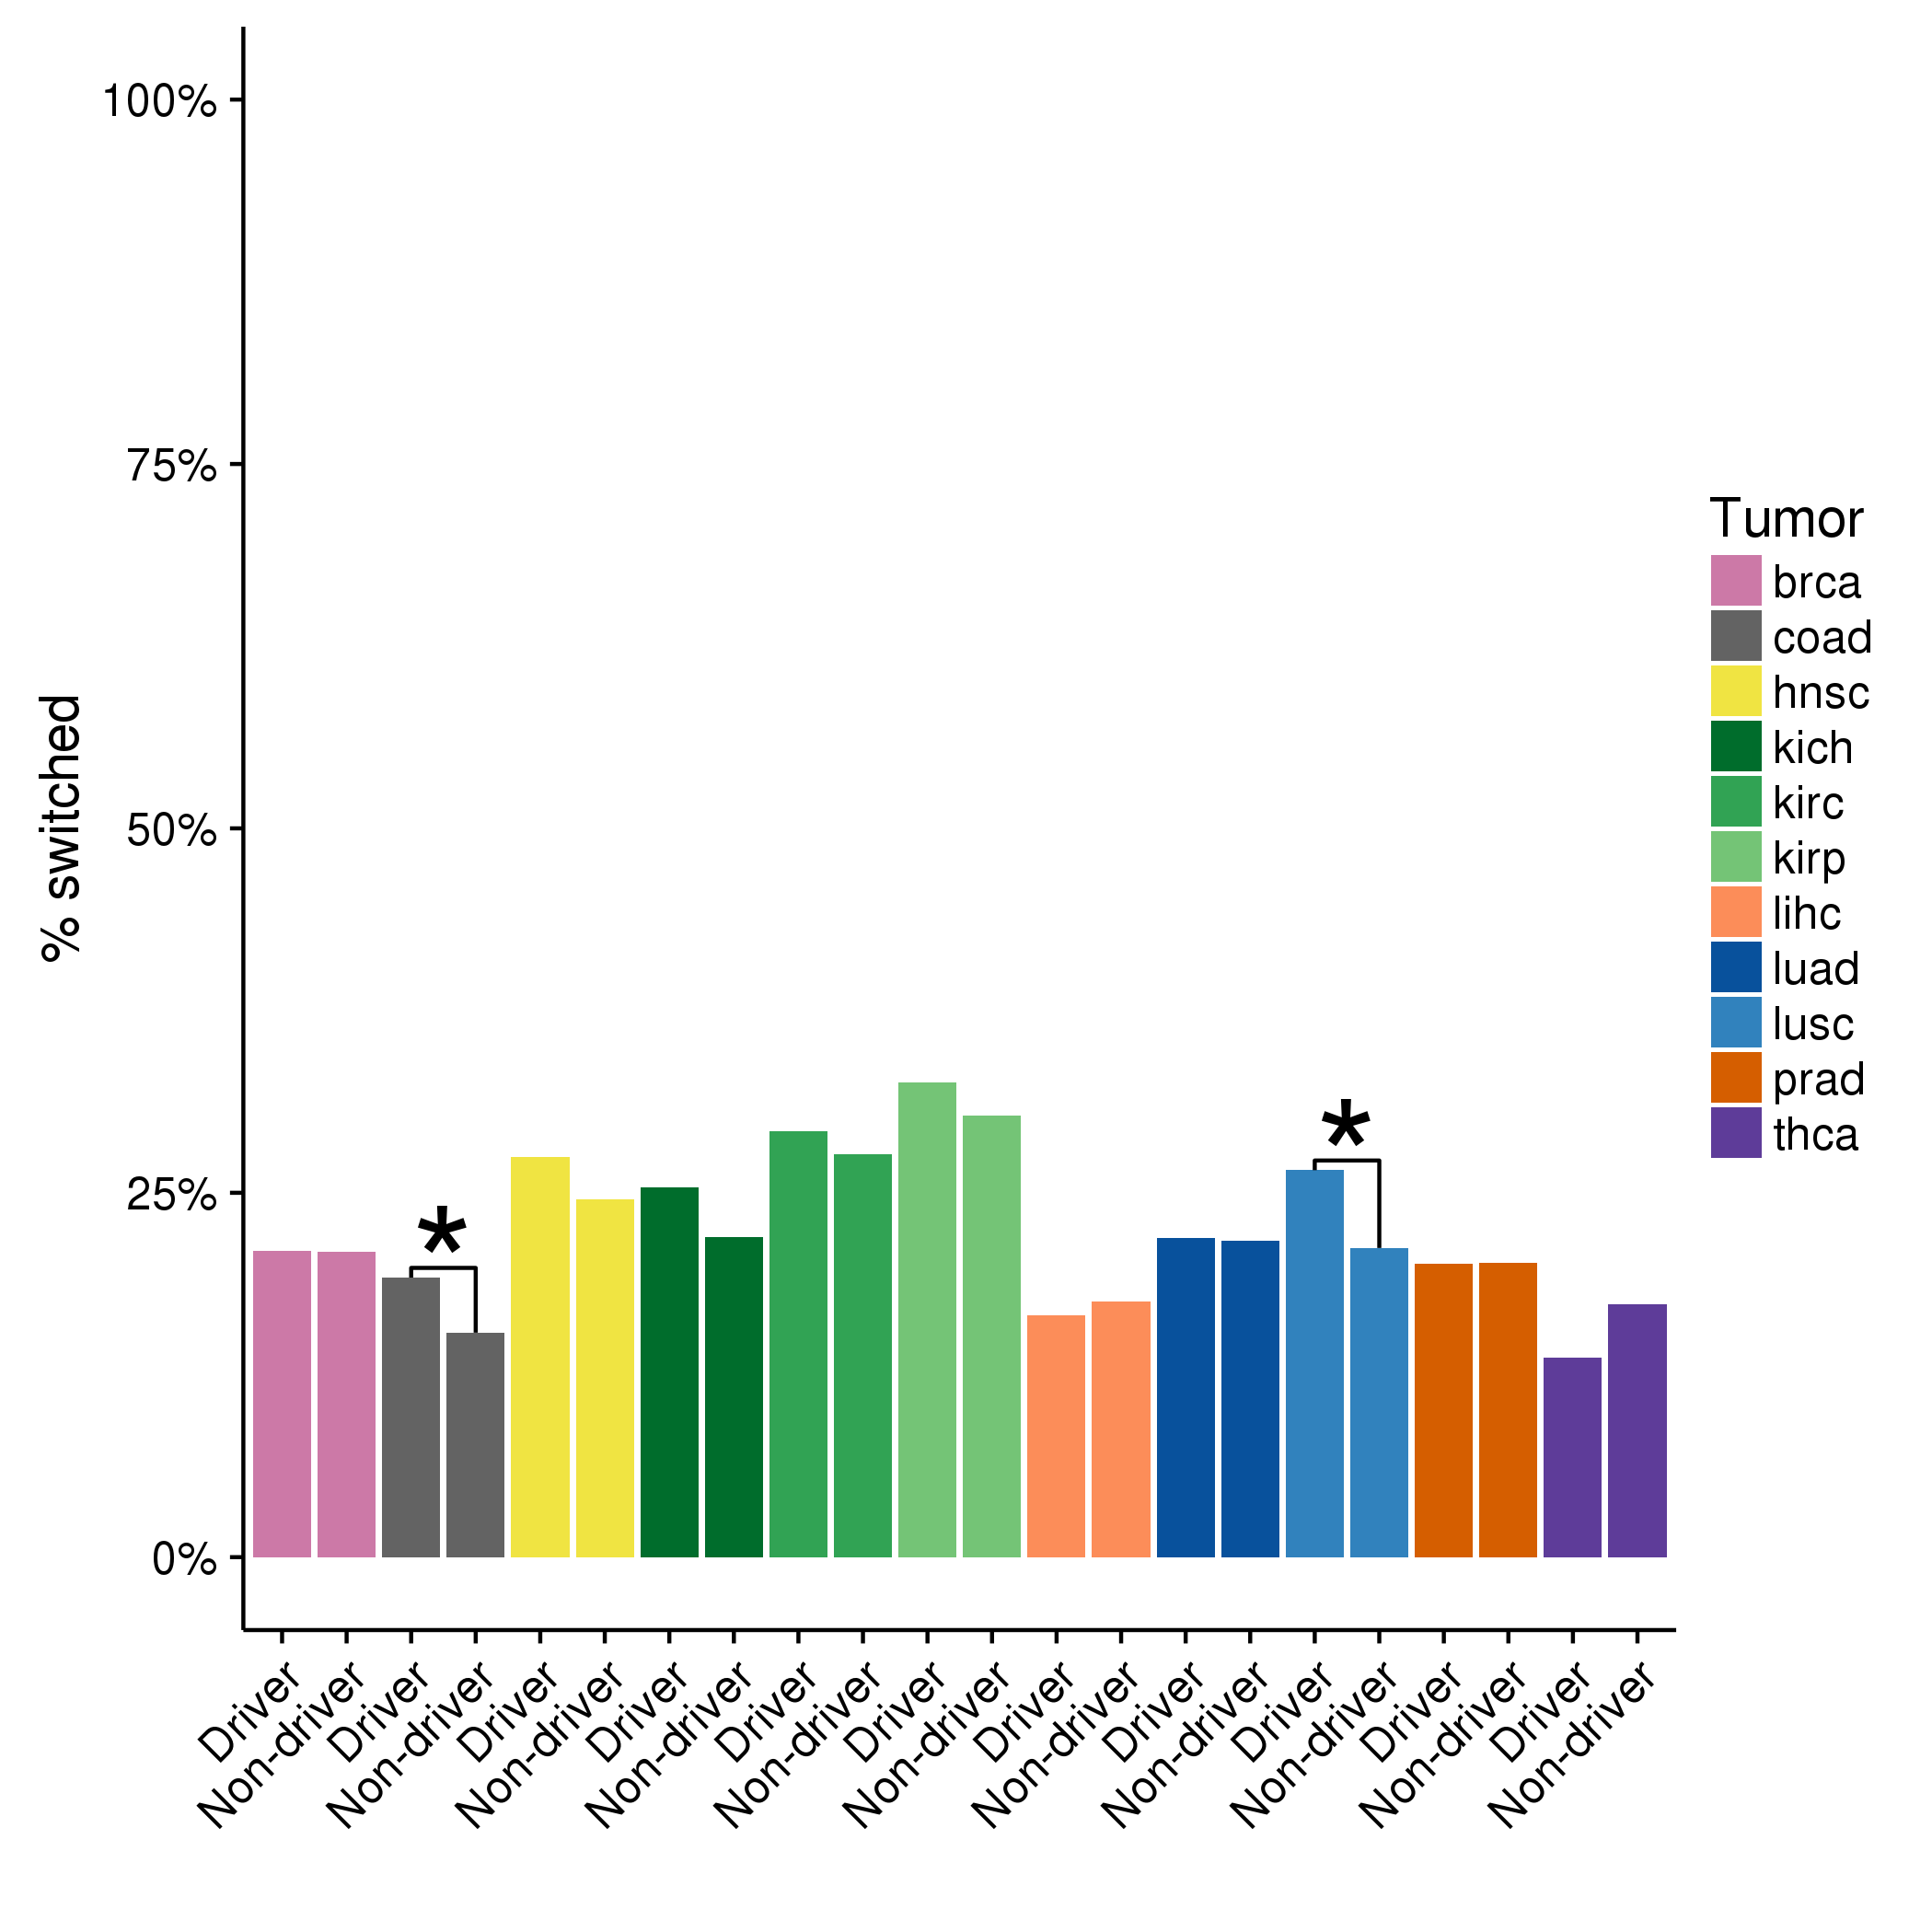 100%
75%
50%
25%
0%
% switched
*
*
Driver
Non-driver
Driver
Non-driver
Driver
Non-driver
Driver
Non-driver
Driver
Non-driver
Driver
Non-driver
Driver
Non-driver
Driver
Non-driver
Driver
Non-driver
Driver
Non-driver
Driver
Non-driver
Tumor
brca
coad
hnsc
kich
kirc
kirp
lihc
luad
lusc
prad
thca